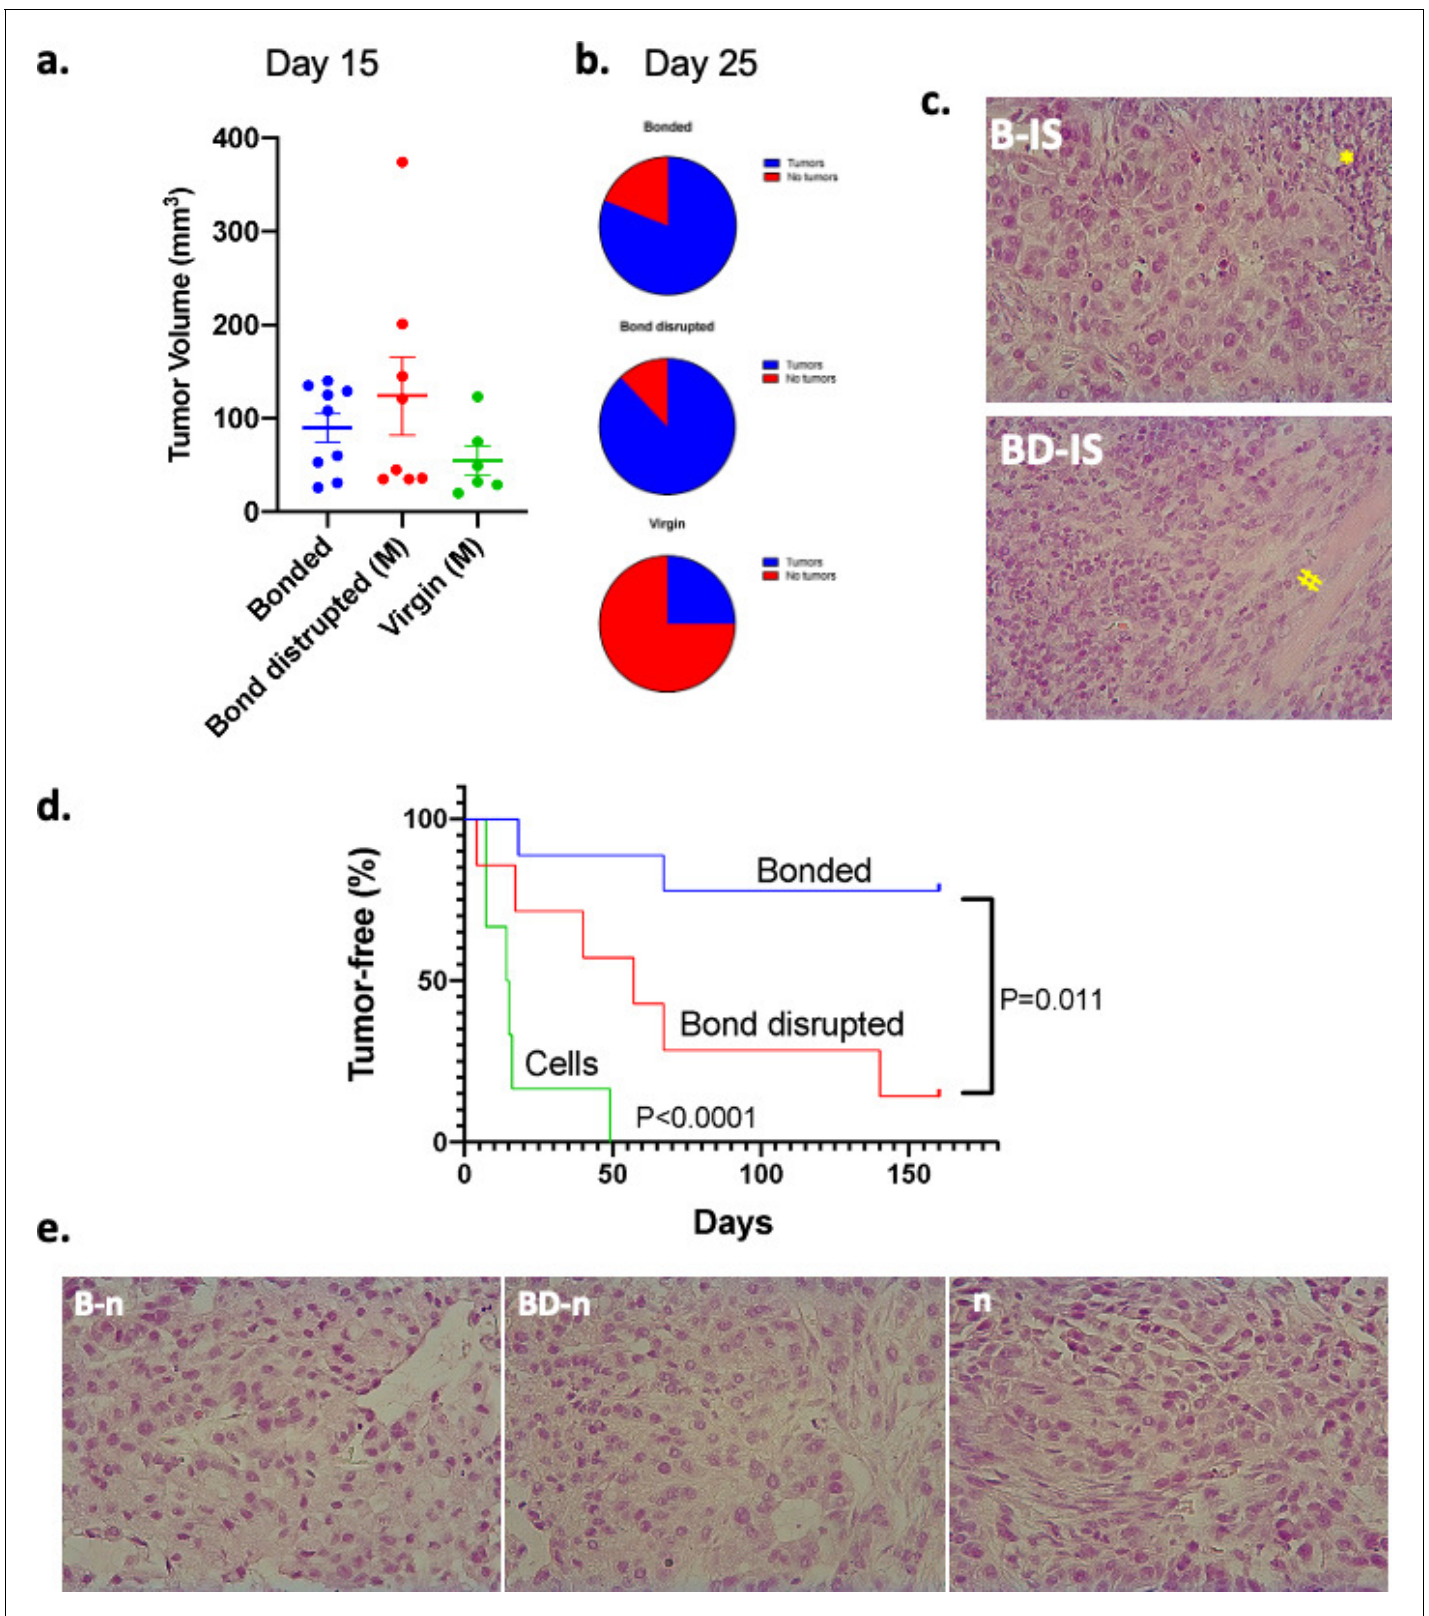 a.
Day 15
Tumor Volume (mm³)
400
300
200
100
0
Bonded
Bond distrupted (M)
Virgin (M)
b.
Day 25
Bonded
Tumors
No tumors
Bond disrupted
Tumors
No tumors
Virgin
Tumors
No tumors
c.
B-IS
BD-IS
#
d.
Tumor-free (%)
100
50
0
Bonded
Bond disrupted
Cells
P<0.0001
P=0.011
0 50 100 150
Days
e.
B-n
BD-n
n